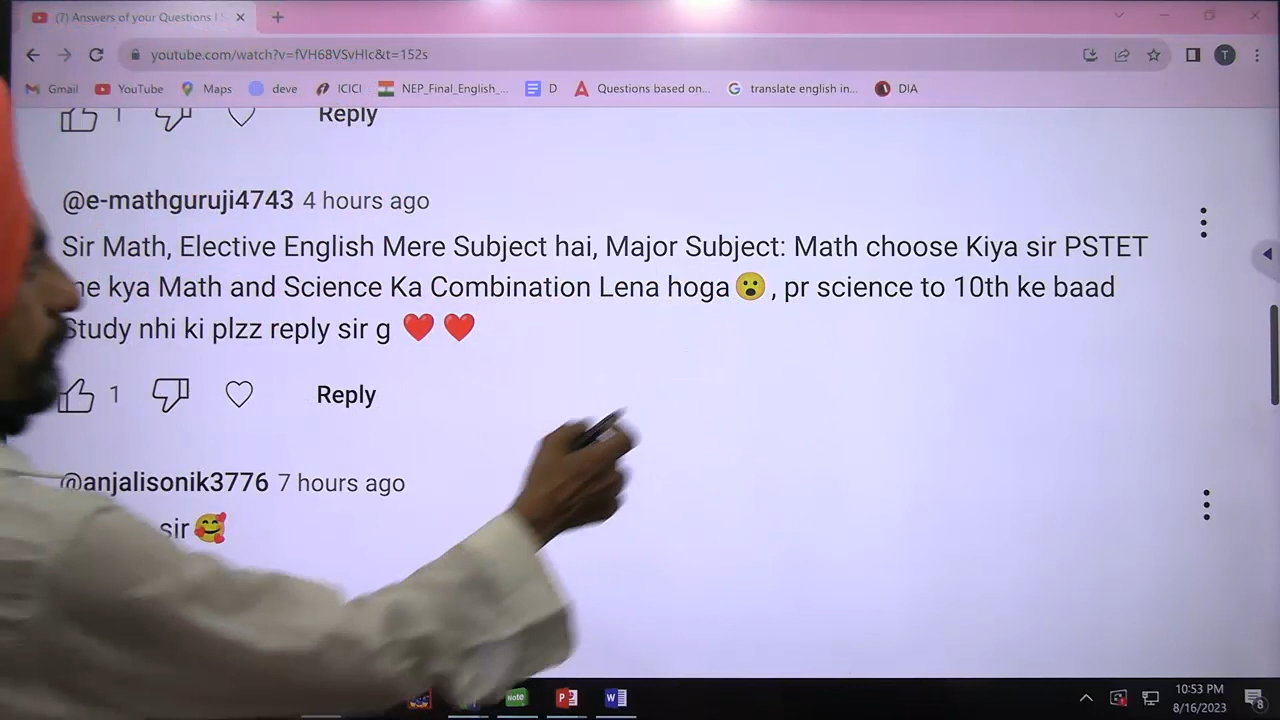 (7) Answers of your Questions I
youtube.com/watch?v=fVH68VSvHIc&t=152s
T
Gmail YouTube Maps deve ICICI NEP_Final_English_... D Questions based on... translate english in... DIA
1 Reply
@e-mathguruji4743 4 hours ago
Sir Math, Elective English Mere Subject hai, Major Subject: Math choose Kiya sir PSTET
kya Math and Science Ka Combination Lena hoga😮, pr science to 10th ke baad
Study nhi ki plzz reply sir g ❤️ ❤️
1 Reply
@anjalisonik3776 7 hours ago
sir🥰
Note
10:53 PM
8/16/2023
8